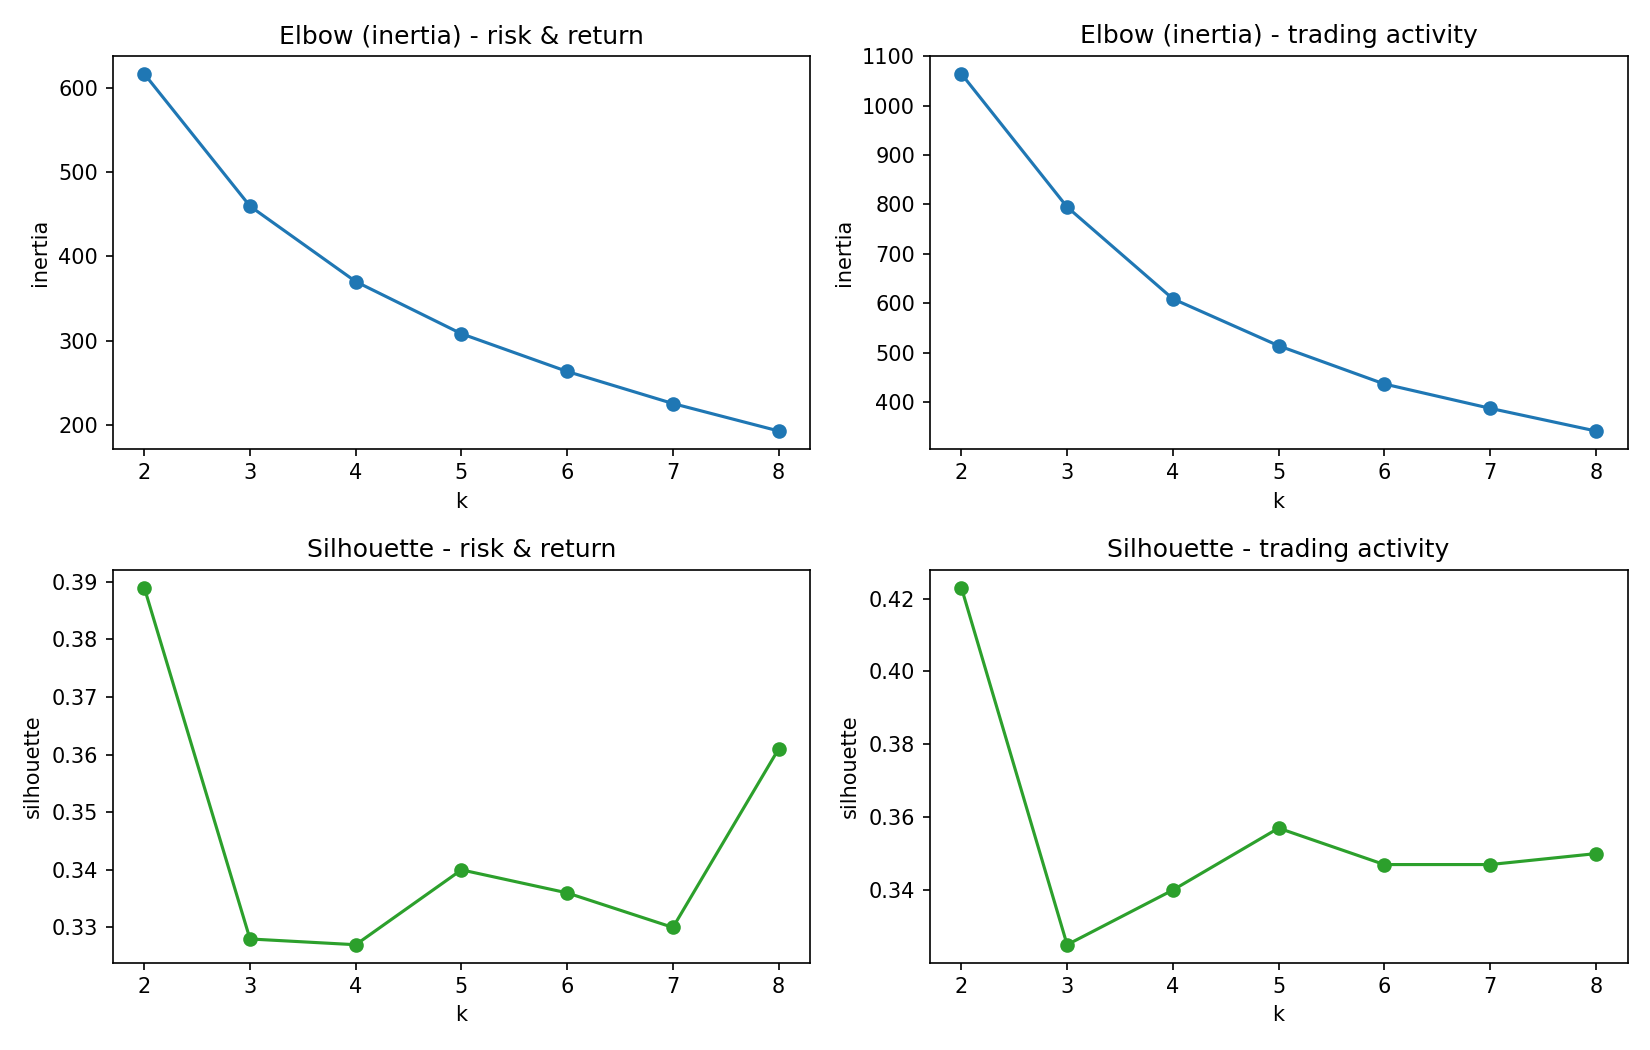 Elbow (inertia) - risk & return
600
500
400
300
200
inertia
2 3 4 5 6 7 8
k
Elbow (inertia) - trading activity
1100
1000
900
800
700
600
500
400
inertia
2 3 4 5 6 7 8
k
Silhouette - risk & return
0.39
0.38
0.37
0.36
0.35
0.34
0.33
silhouette
2 3 4 5 6 7 8
k
Silhouette - trading activity
0.42
0.40
0.38
0.36
0.34
silhouette
2 3 4 5 6 7 8
k